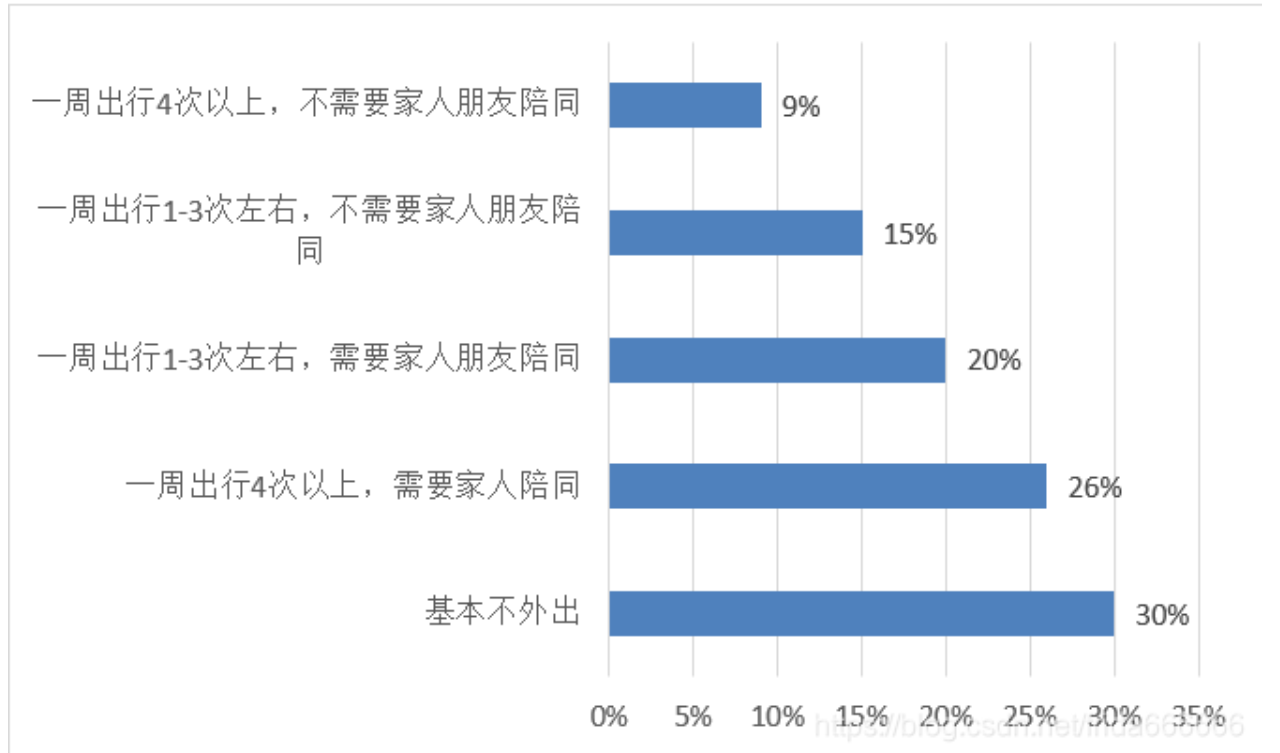 一周出行4次以上，不需要家人朋友陪同
9%
一周出行1-3次左右，不需要家人朋友陪
同
15%
一周出行1-3次左右，需要家人朋友陪同
20%
一周出行4次以上，需要家人陪同
26%
基本不外出
30%
0% 5% 10% 15% 20% 25% 30% 35%